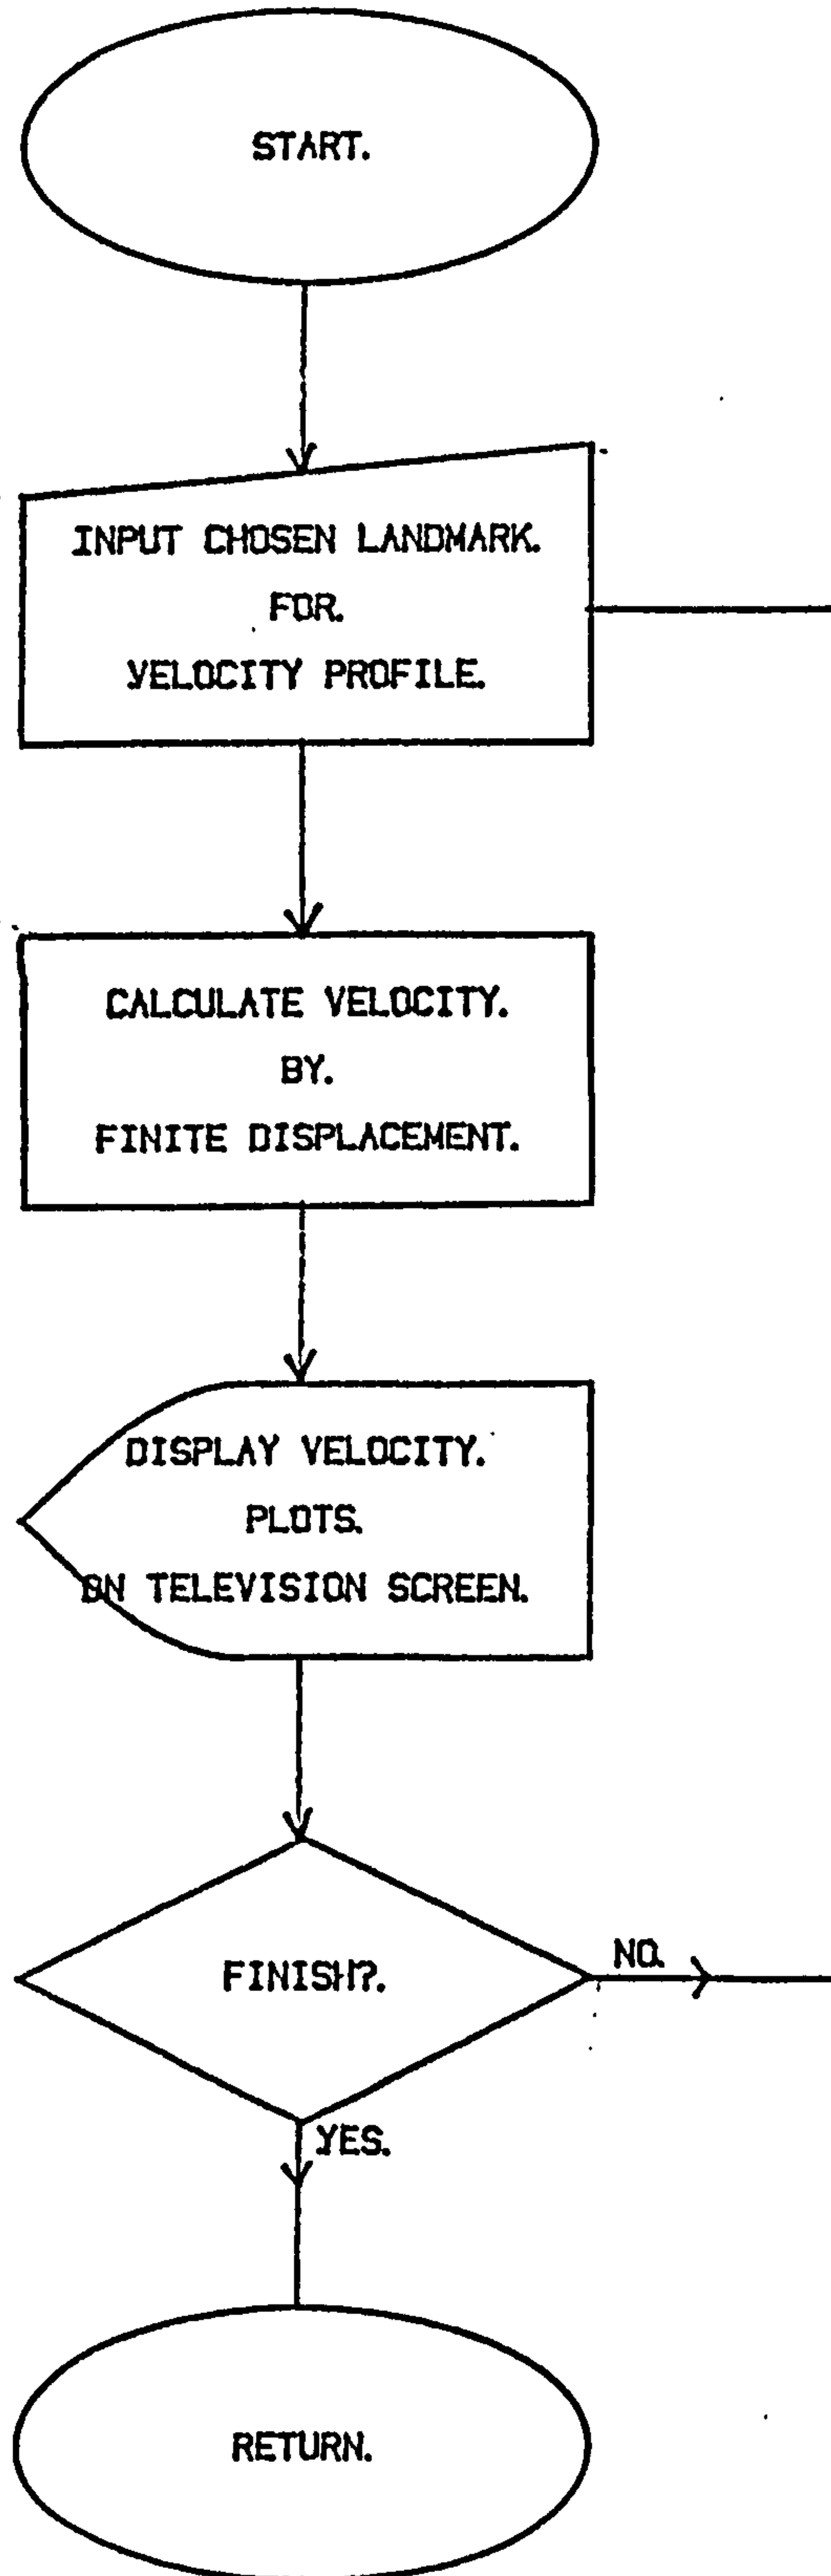 START.
INPUT CHOSEN LANDMARK.
FOR.
VELOCITY PROFILE.
CALCULATE VELOCITY.
BY.
FINITE DISPLACEMENT.
DISPLAY VELOCITY.
PLOTS.
ON TELEVISION SCREEN.
FINISH?.
NO.
YES.
RETURN.